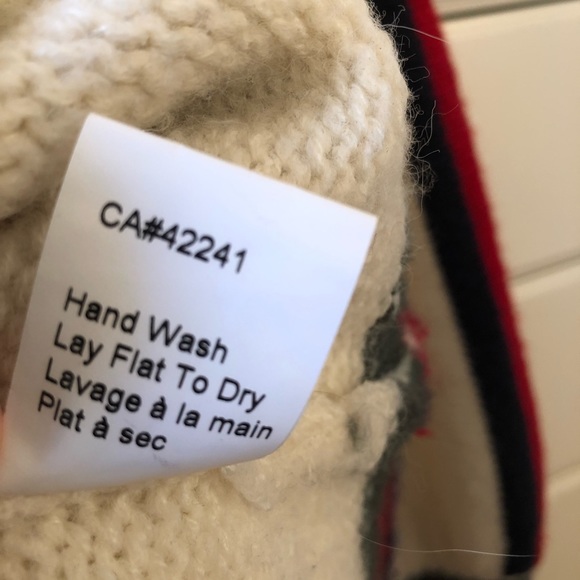 CA#42241
Hand Wash
Lay Flat To Dry
Lavage à la main
Plat à sec